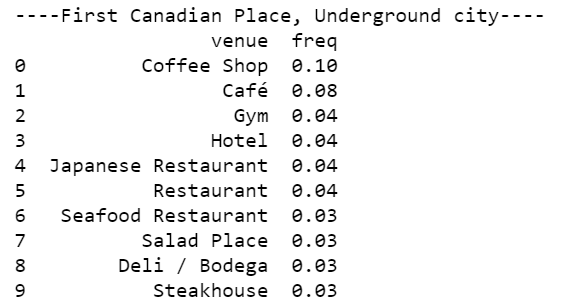 ----First Canadian Place, Underground city----
                 venue  freq
0          Coffee Shop  0.10
1                 Café  0.08
2                  Gym  0.04
3                Hotel  0.04
4  Japanese Restaurant  0.04
5           Restaurant  0.04
6   Seafood Restaurant  0.03
7          Salad Place  0.03
8        Deli / Bodega  0.03
9           Steakhouse  0.03